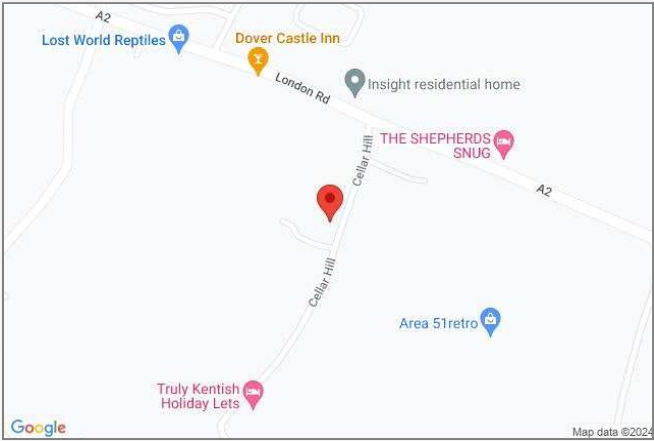 A2
Lost World Reptiles
Dover Castle Inn
London Rd
Insight residential home
THE SHEPHERDS
SNUG
Cellar Hill
A2
Cellar Hill
Area 51retro
Truly Kentish
Holiday Lets
Google
Map data ©2024